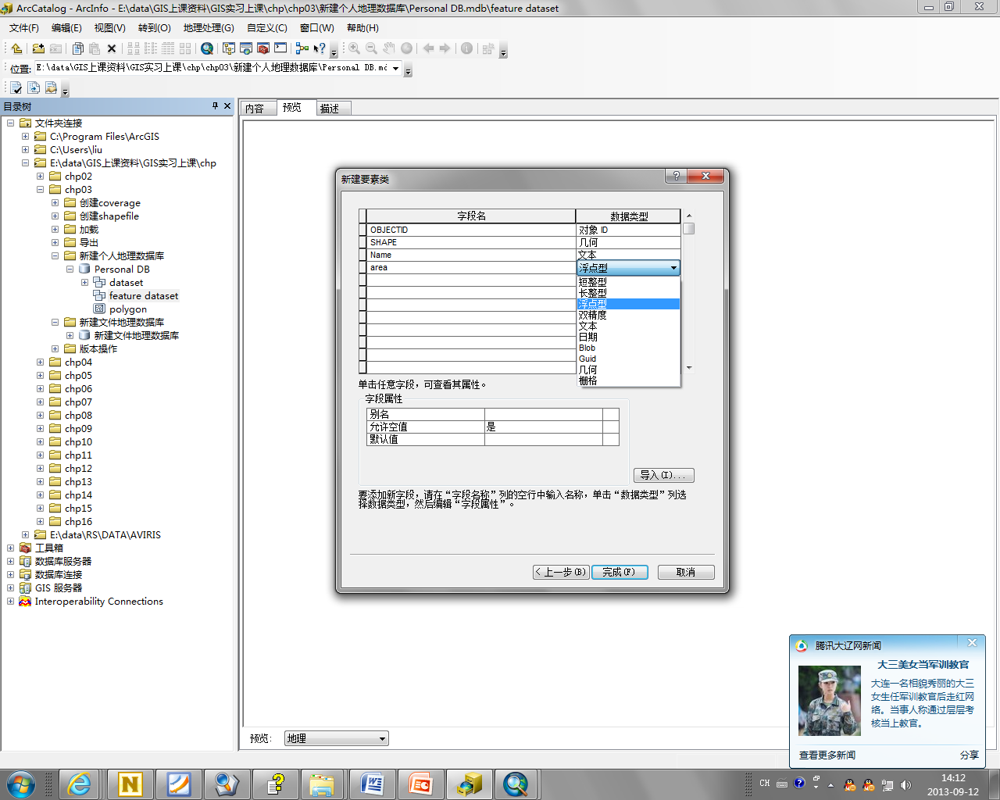 ArcCatalog - ArcInfo - E:\data\GIS上课资料\GIS实习上课\chp\chp03\新建个人地理数据库\Personal DB.mdb\feature dataset
文件(F) 编辑(E) 视图(V) 转到(O) 地理处理(G) 自定义(C) 窗口(W) 帮助(H)
位置: E:\data\GIS上课资料\GIS实习上课\chp\chp03\新建个人地理数据库\Personal DB.md
目录树
内容 预览 描述
文件夹连接
C:\Program Files\ArcGIS
C:\Users\liu
E:\data\GIS上课资料\GIS实习上课\chp
chp02
chp03
创建coverage
创建shapefile
加载
导出
新建个人地理数据库
Personal DB
dataset
feature dataset
polygon
新建文件地理数据库
新建文件地理数据库
版本操作
chp04
chp05
chp06
chp07
chp08
chp09
chp10
chp11
chp12
chp13
chp14
chp15
chp16
E:\data\RS\DATA\AVIRIS
工具箱
数据库服务器
数据库连接
GIS 服务器
Interoperability Connections
新建要素类
字段名 数据类型
OBJECTID 对象 ID
SHAPE 几何
Name 文本
area 浮点型
短整型
长整型
浮点型
双精度
文本
日期
Blob
Guid
几何
栅格
单击任意字段，可查看其属性。
字段属性
别名
允许空值 是
默认值
导入(I)...
要添加新字段，请在“字段名称”列的空行中输入名称，单击“数据类型”列选
择数据类型，然后编辑“字段属性”。
< 上一步(B) 完成(F) 取消
预览: 地理
腾讯大辽网新闻
大三美女当军训教官
大连一名相貌秀丽的大三
女生任军训教官后走红网
络。当事人称通过层层考
核当上教官。
查看更多新闻 分享
CH
14:12
2013-09-12